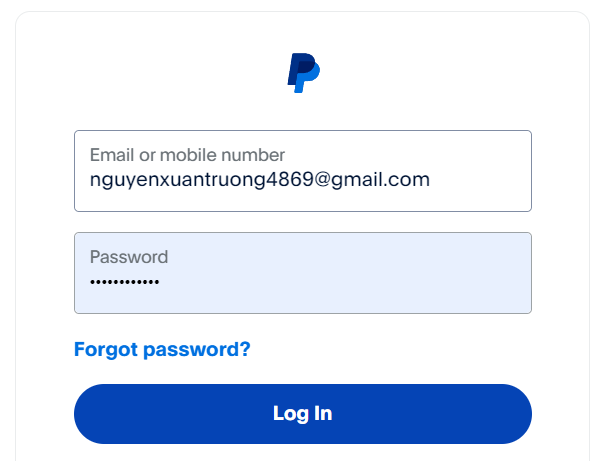 Email or mobile number
nguyenxuantruong4869@gmail.com
Password
••••••••••••
Forgot password?
Log In